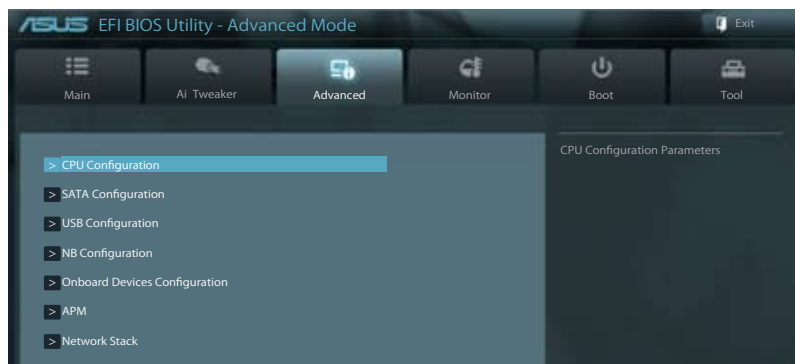 ASUS EFI BIOS Utility - Advanced Mode
Exit
Main
Ai Tweaker
Advanced
Monitor
Boot
Tool
CPU Configuration Parameters
> CPU Configuration
> SATA Configuration
> USB Configuration
> NB Configuration
> Onboard Devices Configuration
> APM
> Network Stack